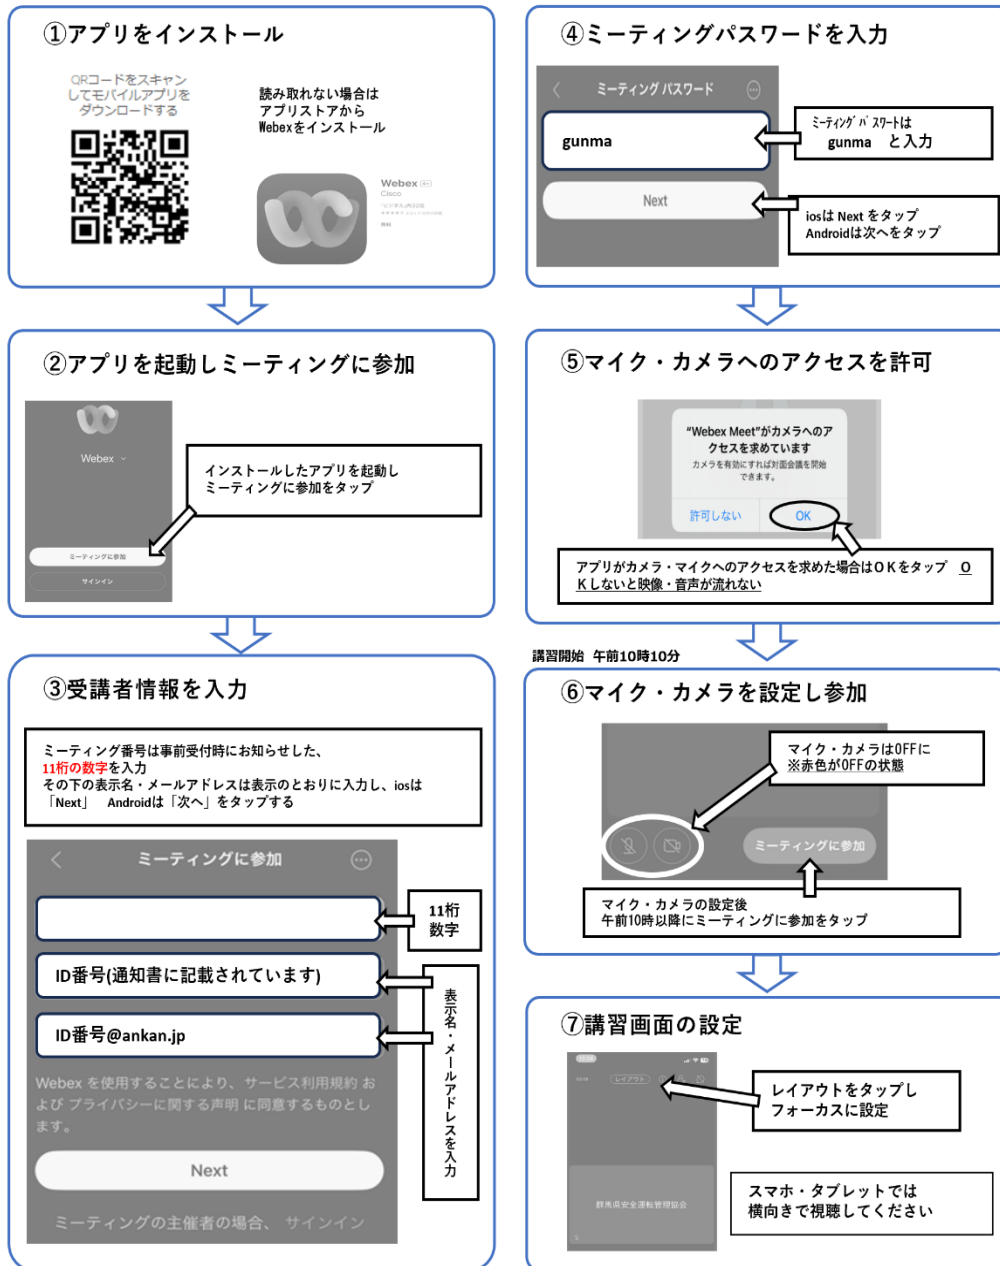 ①アプリをインストール
QRコードをスキャン
してモバイルアプリを
ダウンロードする
読み取れない場合は
アプリストアから
Webexをインストール
Webex
Cisco
②アプリを起動しミーティングに参加
Webex
インストールしたアプリを起動し
ミーティングに参加をタップ
ミーティングに参加
サインイン
③受講者情報を入力
ミーティング番号は事前受付時にお知らせした、
11桁の数字を入力
その下の表示名・メールアドレスは表示のとおりに入力し、iosは
「Next」 Androidは「次へ」をタップする
ミーティングに参加
11桁
数字
ID番号(通知書に記載されています)
ID番号@ankan.jp
表示名・メールアドレスを入力
Webex を使用することにより、サービス利用規約 お
よび プライバシーに関する声明 に同意するものとし
ます。
Next
ミーティングの主催者の場合、 サインイン
④ミーティングパスワードを入力
ミーティング パスワード
gunma
ﾐｰﾃｨﾝｸﾞﾊﾟｽﾜｰﾄは
gunma と入力
Next
iosは Next をタップ
Androidは次へをタップ
⑤マイク・カメラへのアクセスを許可
"Webex Meet"がカメラへのア
クセスを求めています
カメラを有効にすれば対面会議を開始
できます。
許可しない
OK
アプリがカメラ・マイクへのアクセスを求めた場合はＯＫをタップ Ｏ
Ｋしないと映像・音声が流れない
講習開始 午前10時10分
⑥マイク・カメラを設定し参加
マイク・カメラはOFFに
※赤色がOFFの状態
ミーティングに参加
マイク・カメラの設定後
午前10時以降にミーティングに参加をタップ
⑦講習画面の設定
レイアウト
レイアウトをタップし
フォーカスに設定
群馬県安全運転管理協会
スマホ・タブレットでは
横向きで視聴してください